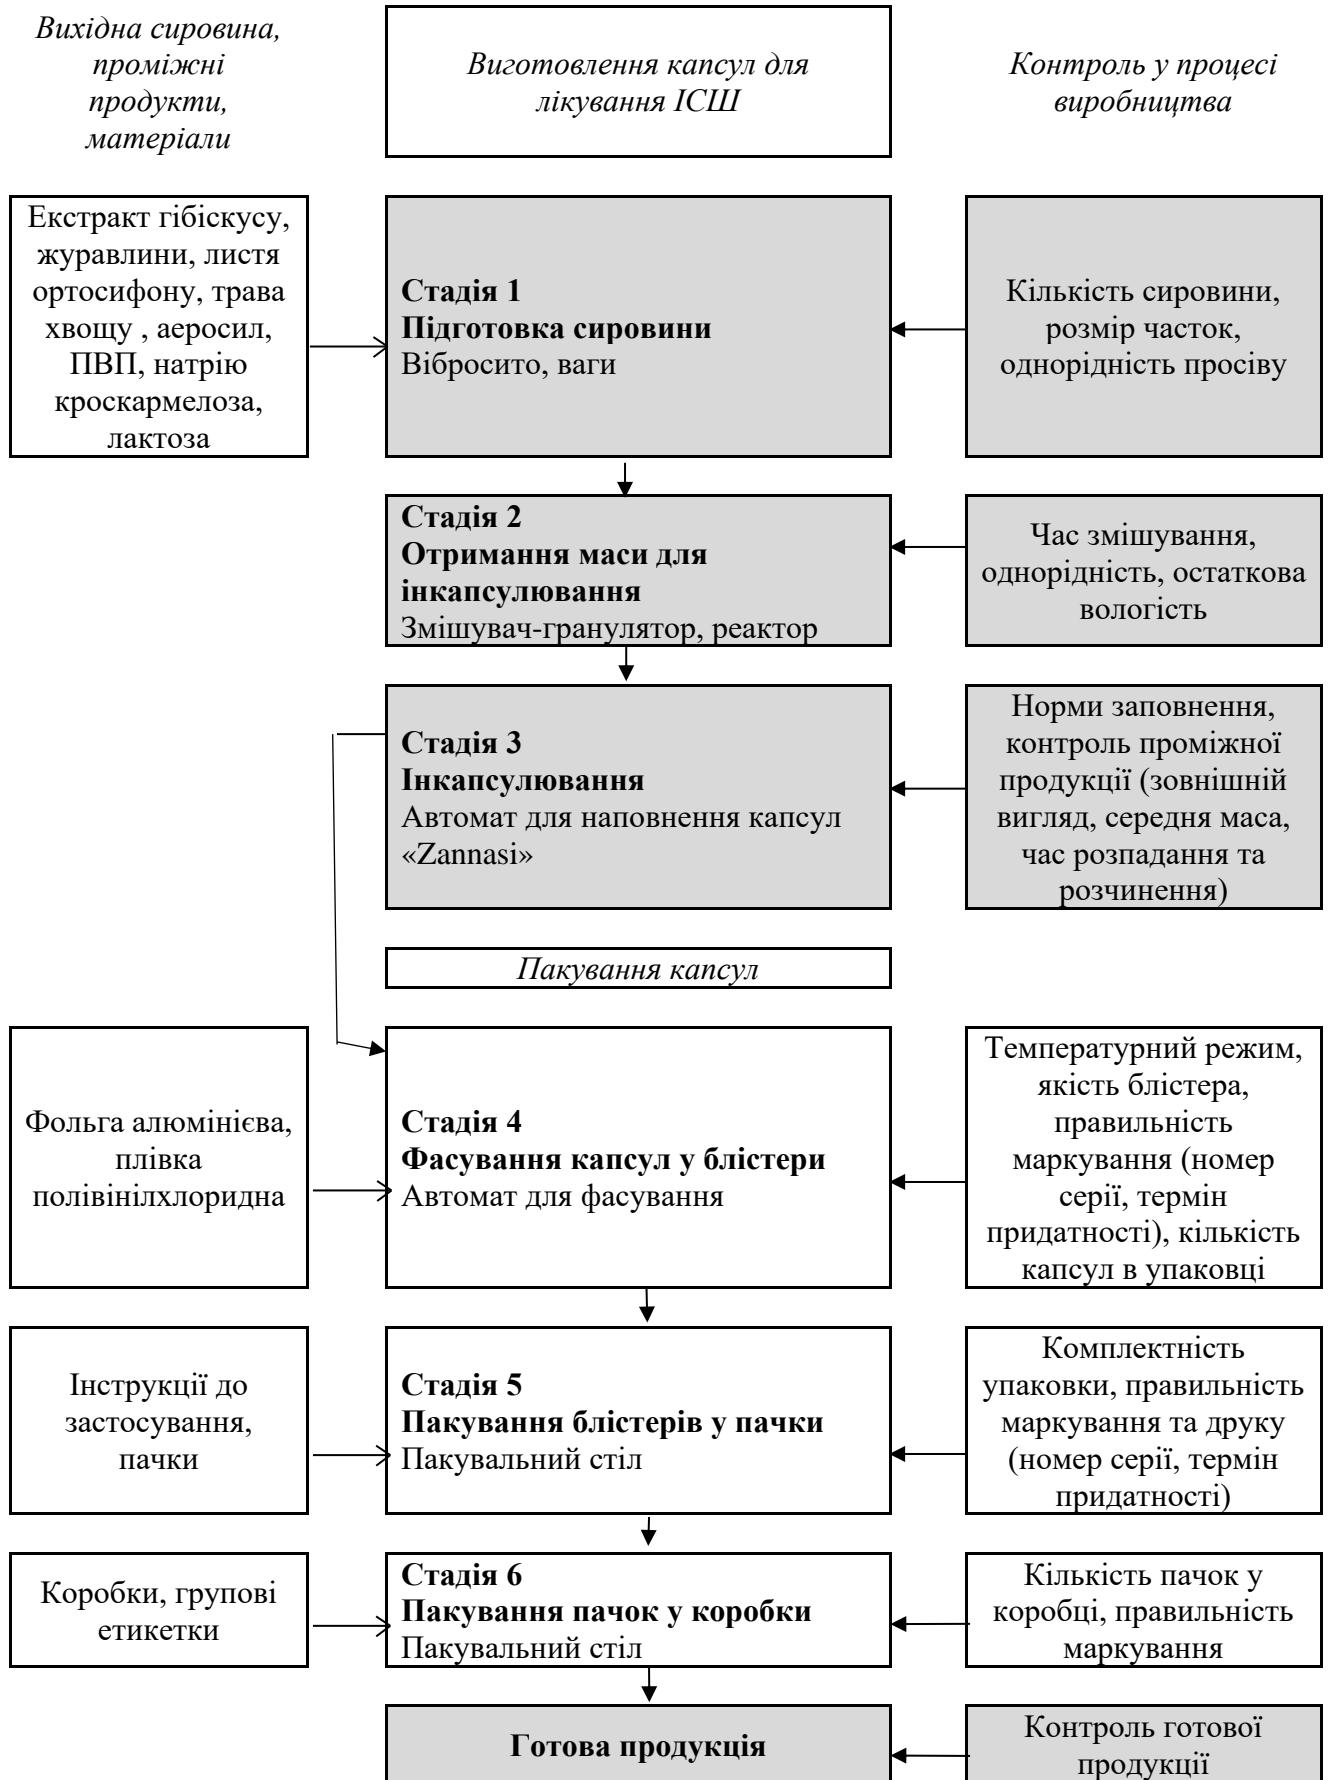 Вихідна сировина,
проміжні
продукти,
матеріали
Виготовлення капсул для
лікування ІСШ
Контроль у процесі
виробництва
Екстракт гібіскусу,
журавлини, листя
ортосифону, трава
хвощу , аеросил,
ПВП, натрію
кроскармелоза,
лактоза
Стадія 1
Підготовка сировини
Вібросито, ваги
Кількість сировини,
розмір часток,
однорідність просіву
Стадія 2
Отримання маси для
інкапсулювання
Змішувач-гранулятор, реактор
Час змішування,
однорідність, остаткова
вологість
Стадія 3
Інкапсулювання
Автомат для наповнення капсул
«Zannasi»
Норми заповнення,
контроль проміжної
продукції (зовнішній
вигляд, середня маса,
час розпадання та
розчинення)
Пакування капсул
Фольга алюмінієва,
плівка
полівінілхлоридна
Стадія 4
Фасування капсул у блістери
Автомат для фасування
Температурний режим,
якість блістера,
правильність
маркування (номер
серії, термін
придатності), кількість
капсул в упаковці
Інструкції до
застосування,
пачки
Стадія 5
Пакування блістерів у пачки
Пакувальний стіл
Комплектність
упаковки, правильність
маркування та друку
(номер серії, термін
придатності)
Коробки, групові
етикетки
Стадія 6
Пакування пачок у коробки
Пакувальний стіл
Кількість пачок у
коробці, правильність
маркування
Готова продукція
Контроль готової
продукції